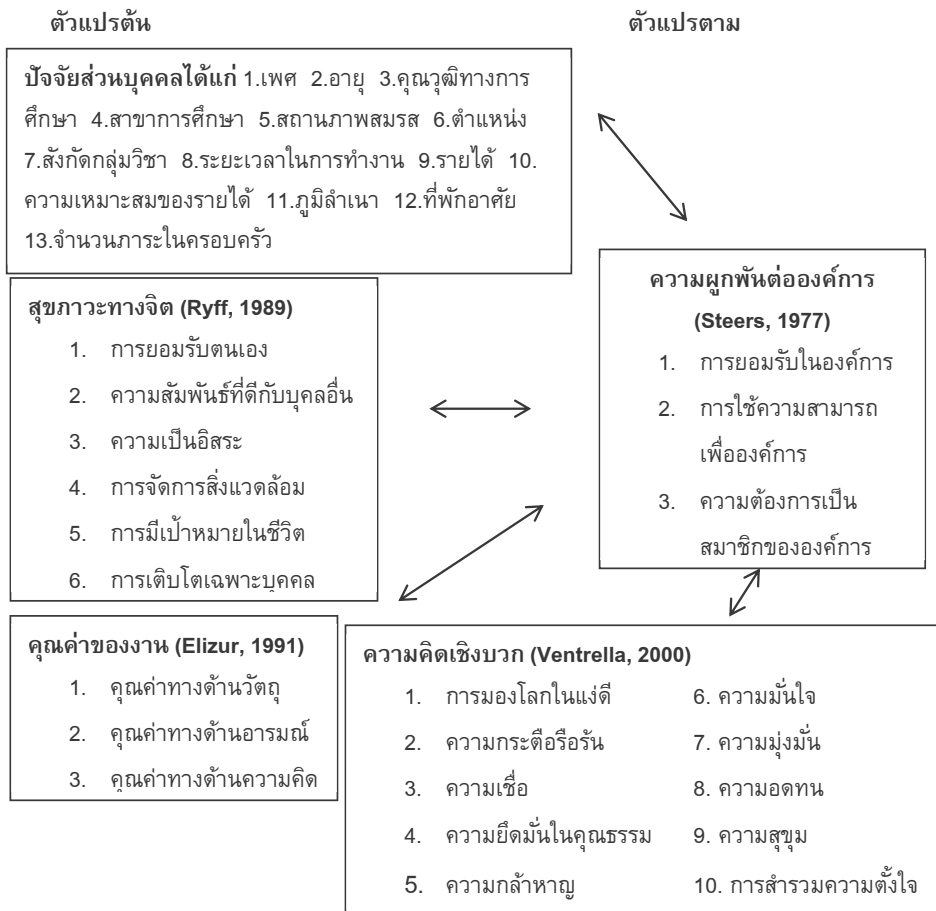 ตัวแปรต้น
ตัวแปรตาม
ปัจจัยส่วนบุคคลได้แก่ 1.เพศ 2.อายุ 3.คุณวุฒิทางการ
ศึกษา 4.สาขาการศึกษา 5.สถานภาพสมรส 6.ตำแหน่ง
7.สังกัดกลุ่มวิชา 8.ระยะเวลาในการทำงาน 9.รายได้ 10.
ความเหมาะสมของรายได้ 11.ภูมิลำเนา 12.ที่พักอาศัย
13.จำนวนภาระในครอบครัว
สุขภาวะทางจิต (Ryff, 1989)
1. การยอมรับตนเอง
2. ความสัมพันธ์ที่ดีกับบุคลอื่น
3. ความเป็นอิสระ
4. การจัดการสิ่งแวดล้อม
5. การมีเป้าหมายในชีวิต
6. การเติบโตเฉพาะบุคคล
ความผูกพันต่อองค์การ
(Steers, 1977)
1. การยอมรับในองค์การ
2. การใช้ความสามารถ
เพื่อองค์การ
3. ความต้องการเป็น
สมาชิกขององค์การ
คุณค่าของงาน (Elizur, 1991)
1. คุณค่าทางด้านวัตถุ
2. คุณค่าทางด้านอารมณ์
3. คุณค่าทางด้านความคิด
ความคิดเชิงบวก (Ventrella, 2000)
1. การมองโลกในแง่ดี
2. ความกระตือรือร้น
3. ความเชื่อ
4. ความยึดมั่นในคุณธรรม
5. ความกล้าหาญ
6. ความมั่นใจ
7. ความมุ่งมั่น
8. ความอดทน
9. ความสุขุม
10. การสำรวมความตั้งใจ